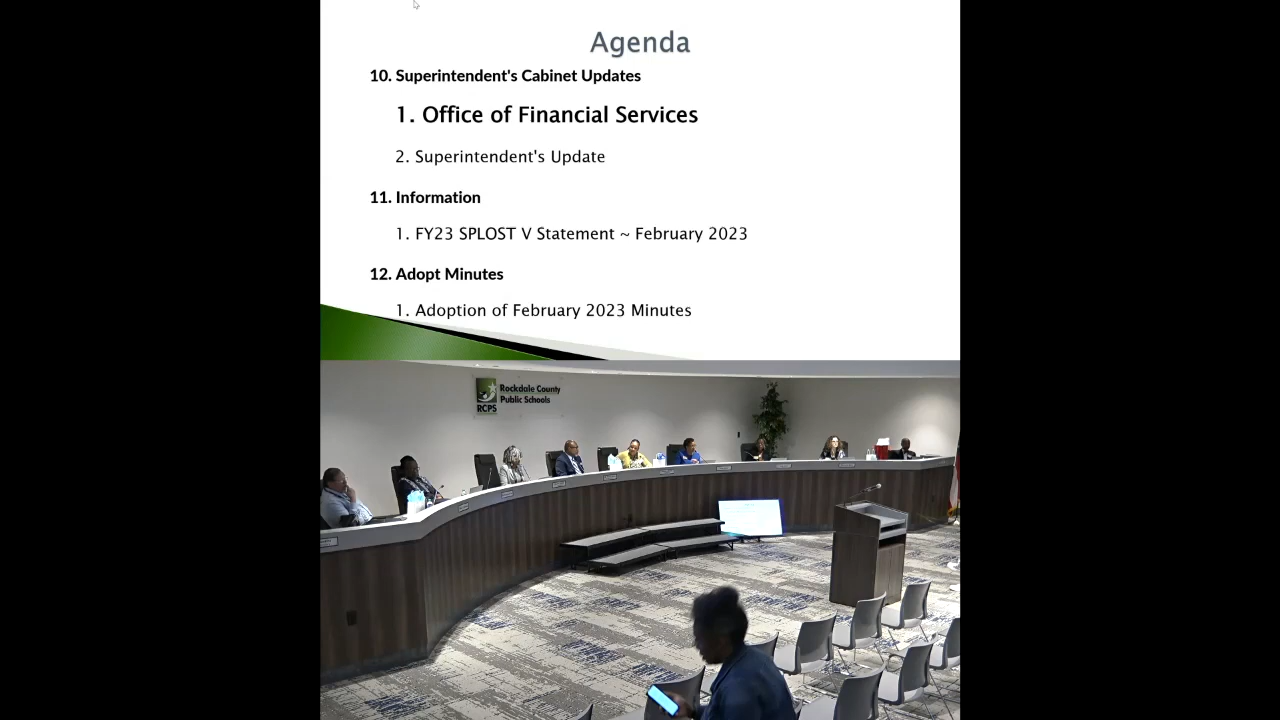 Agenda
10. Superintendent's Cabinet Updates
1. Office of Financial Services
2. Superintendent's Update
11. Information
1. FY23 SPLOST V Statement ~ February 2023
12. Adopt Minutes
1. Adoption of February 2023 Minutes
Rockdale County
Public Schools
RCPS